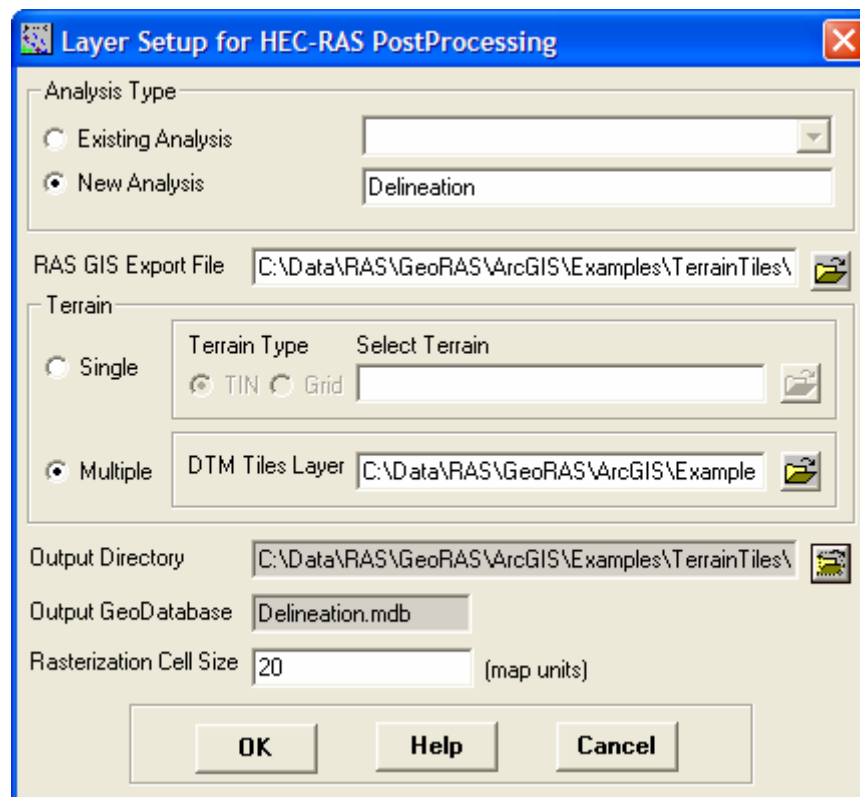 Layer Setup for HEC-RAS PostProcessing
Analysis Type
Existing Analysis
New Analysis
Delineation
RAS GIS Export File
C:\Data\RAS\GeoRAS\ArcGIS\Examples\TerrainTiles\
Terrain
Single
Terrain Type
Select Terrain
TIN
Grid
Multiple
DTM Tiles Layer
C:\Data\RAS\GeoRAS\ArcGIS\Example
Output Directory
C:\Data\RAS\GeoRAS\ArcGIS\Examples\TerrainTiles\
Output GeoDatabase
Delineation.mdb
Rasterization Cell Size
20
(map units)
OK
Help
Cancel